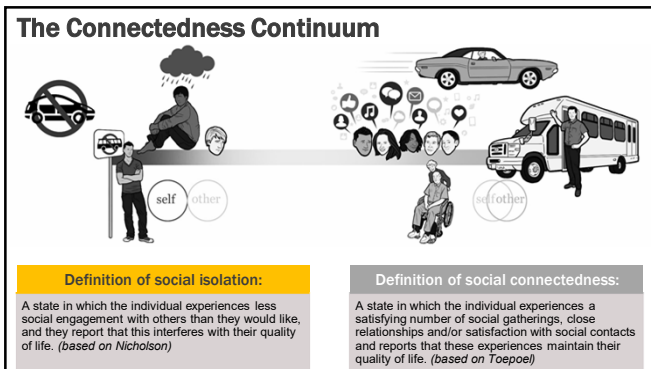 The Connectedness Continuum
self
other
self other
Definition of social isolation:
A state in which the individual experiences less
social engagement with others than they would like,
and they report that this interferes with their quality
of life. (based on Nicholson)
Definition of social connectedness:
A state in which the individual experiences a
satisfying number of social gatherings, close
relationships and/or satisfaction with social contacts
and reports that these experiences maintain their
quality of life. (based on Toepoel)